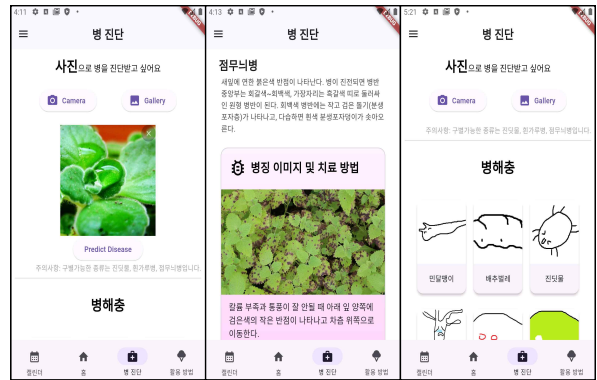 4:11
병 진단
사진으로 병을 진단받고 싶어요
Camera
Gallery
Predict Disease
주의사항: 구별가능한 종류는 진딧물, 흰가루병, 점무늬병입니다.
병해충
캘린더
홈
병 진단
활용 방법
4:13
병 진단
점무늬병
새잎에 연한 붉은색 반점이 나타난다. 병이 진전되면 병반
중앙부는 회갈색~회백색, 가장자리는 흑갈색 띠로 둘러싸
인 원형 병반이 된다. 회백색 병반에는 작고 검은 돌기(분생
포자층)가 나타나고, 다습하면 흰색 분생포자덩이가 솟아오
른다.
병징 이미지 및 치료 방법
칼륨 부족과 통풍이 잘 안될 때 아래 잎 양쪽에
검은색의 작은 반점이 나타나고 차츰 위쪽으로
이동한다.
캘린더
홈
병 진단
활용 방법
5:21
병 진단
사진으로 병을 진단받고 싶어요
Camera
Gallery
주의사항: 구별가능한 종류는 진딧물, 흰가루병, 점무늬병입니다.
병해충
민달팽이
배추벌레
진딧물
캘린더
홈
병 진단
활용 방법